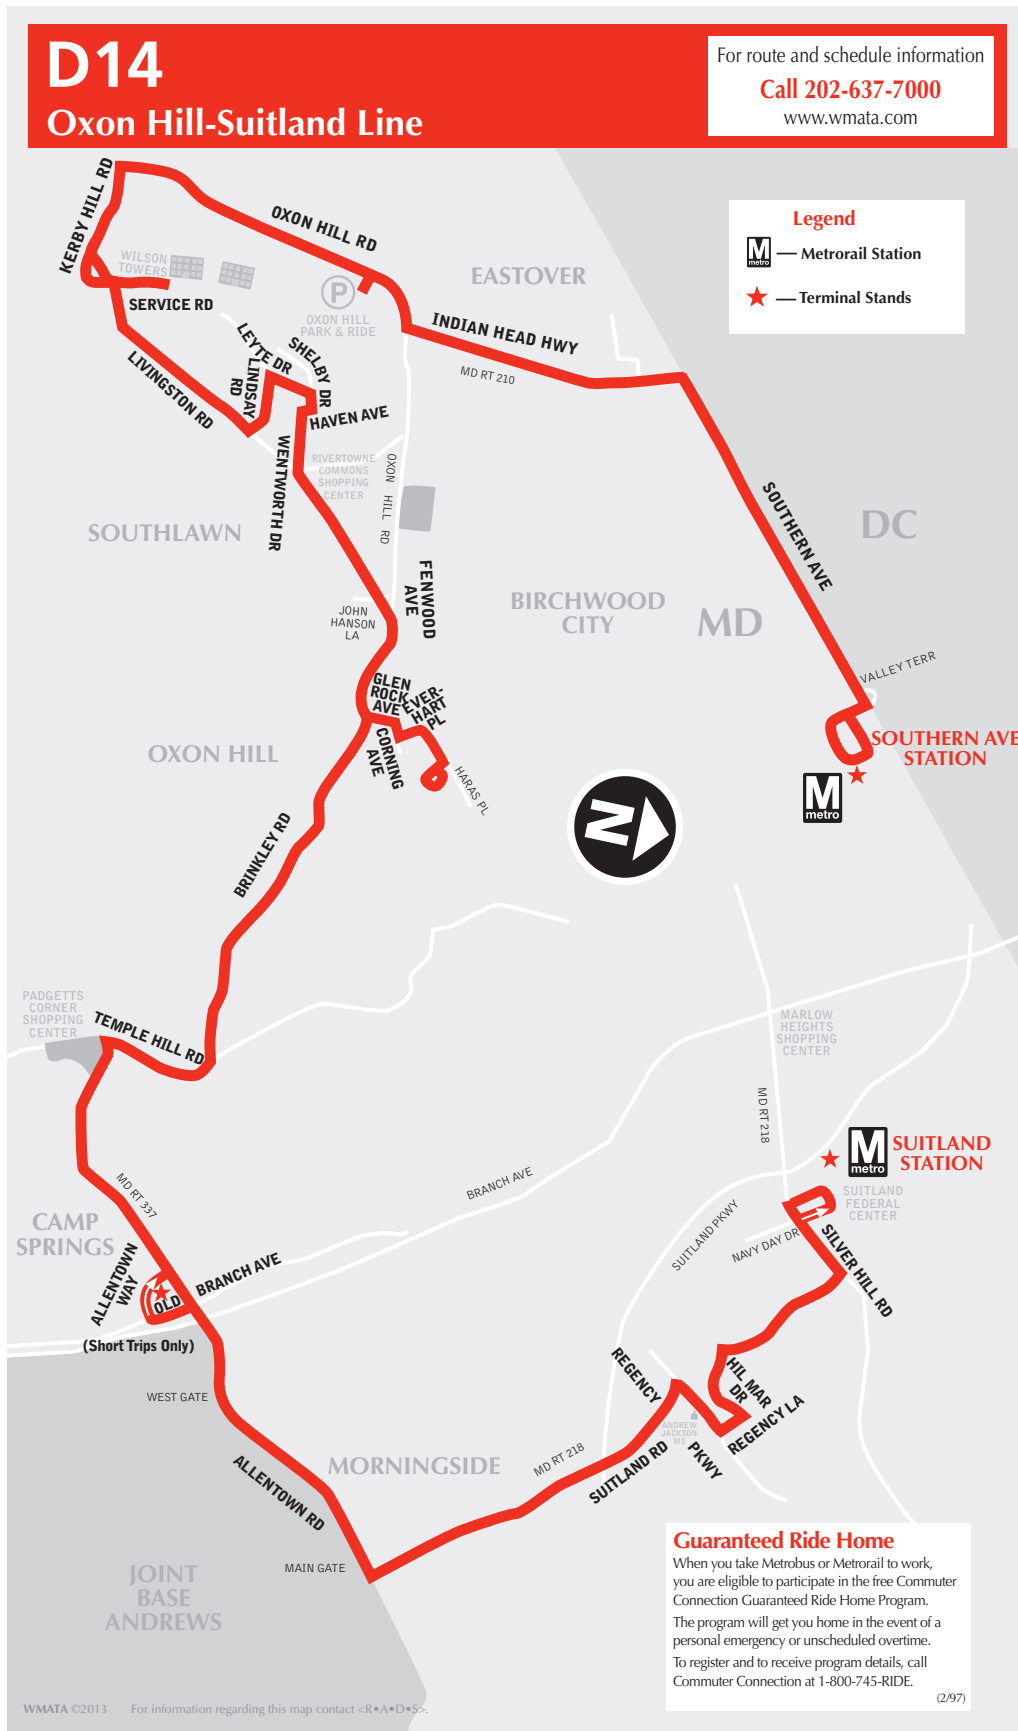 D14
Oxon Hill-Suitland Line
For route and schedule information
Call 202-637-7000
www.wmata.com
Legend
M
metro
— Metrorail Station
— Terminal Stands
KERBY HILL RD
OXON HILL RD
WILSON
TOWERS
SERVICE RD
P
OXON HILL
PARK & RIDE
EASTOVER
INDIAN HEAD HWY
MD RT 210
LEYTE DR
SHELBY DR
LINDSAY
RD
LIVINGSTON RD
HAVEN AVE
WENTWORTH DR
RIVERTOWNE
COMMONS
SHOPPING
CENTER
OXON HILL RD
SOUTHLAWN
SOUTHERN AVE
DC
FENWOOD
AVE
JOHN
HANSON
LA
BIRCHWOOD
CITY
MD
VALLEY TERR
GLEN
ROCK
AVE
EVER-
HART
PL
CORNING
AVE
HARAS PL
OXON HILL
SOUTHERN AVE
STATION
M
metro
N
BRINKLEY RD
PADGETTS
CORNER
SHOPPING
CENTER
TEMPLE HILL RD
MARLOW
HEIGHTS
SHOPPING
CENTER
MD RT 218
M
metro
SUITLAND
STATION
SUITLAND
FEDERAL
CENTER
MD RT 337
BRANCH AVE
SUITLAND PKWY
NAVY DAY DR
SILVER HILL RD
CAMP
SPRINGS
ALLENTOWN
WAY
OLD BRANCH AVE
(Short Trips Only)
WEST GATE
REGENCY PKWY
HIL MAR
DR
REGENCY LA
ANDREW
JACKSON
MS
MORNINGSIDE
MD RT 218
SUITLAND RD
ALLENTOWN RD
MAIN GATE
JOINT
BASE
ANDREWS
Guaranteed Ride Home
When you take Metrobus or Metrorail to work,
you are eligible to participate in the free Commuter
Connection Guaranteed Ride Home Program.
The program will get you home in the event of a
personal emergency or unscheduled overtime.
To register and to receive program details, call
Commuter Connection at 1-800-745-RIDE.
(2/97)
WMATA ©2013 For information regarding this map contact <R•A•D•S>.